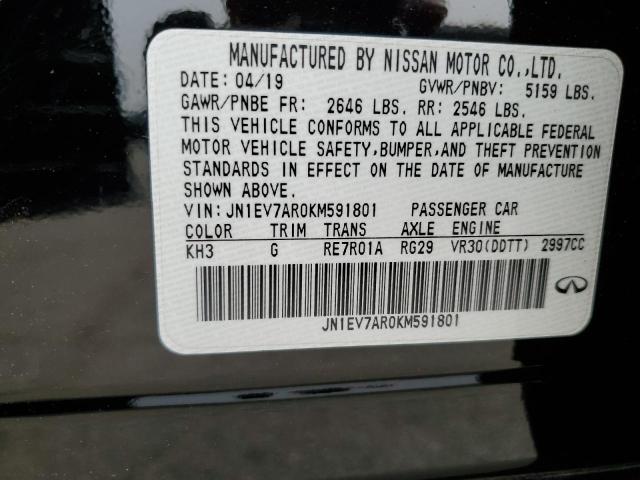 MANUFACTURED BY NISSAN MOTOR CO.,LTD.
DATE: 04/19 GVWR/PNBV: 5159 LBS.
GAWR/PNBE FR: 2646 LBS. RR: 2546 LBS.
THIS VEHICLE CONFORMS TO ALL APPLICABLE FEDERAL
MOTOR VEHICLE SAFETY,BUMPER,AND THEFT PREVENTION
STANDARDS IN EFFECT ON THE DATE OF MANUFACTURE
SHOWN ABOVE.
VIN:JN1EV7AR0KM591801 PASSENGER CAR
COLOR TRIM TRANS AXLE ENGINE
KH3 G RE7R01A RG29 VR30(DDTT) 2997CC
JN1EV7AR0KM591801